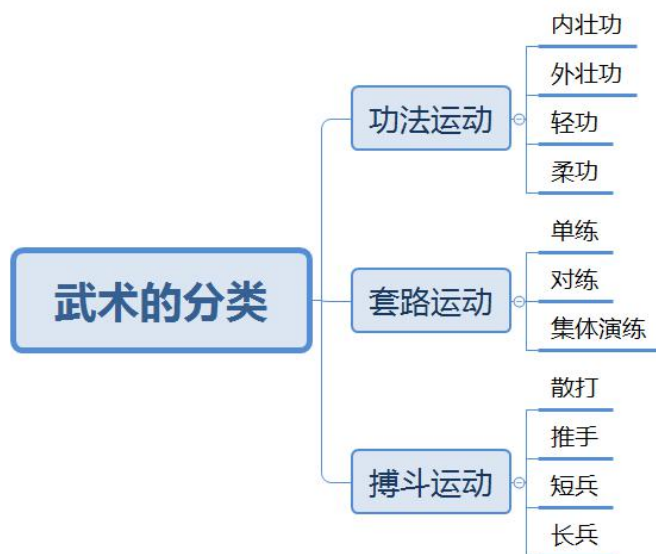 武术的分类
功法运动
内壮功
外壮功
轻功
柔功
套路运动
单练
对练
集体演练
搏斗运动
散打
推手
短兵
长兵